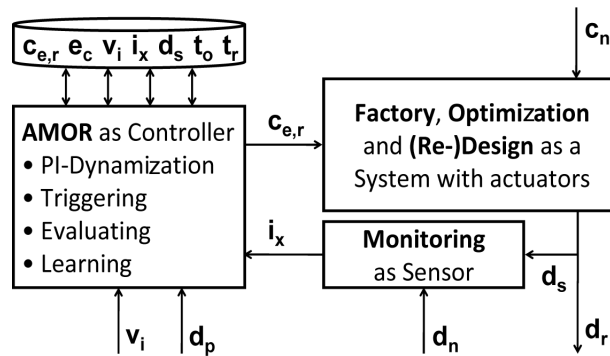 c_n
c_{e,r} e_c v_i i_x d_s t_o t_r
AMOR as Controller
• PI-Dynamization
• Triggering
• Evaluating
• Learning
c_{e,r}
Factory, Optimization
and (Re-)Design as a
System with actuators
i_x
Monitoring
as Sensor
d_s
v_i
d_p
d_n
d_r